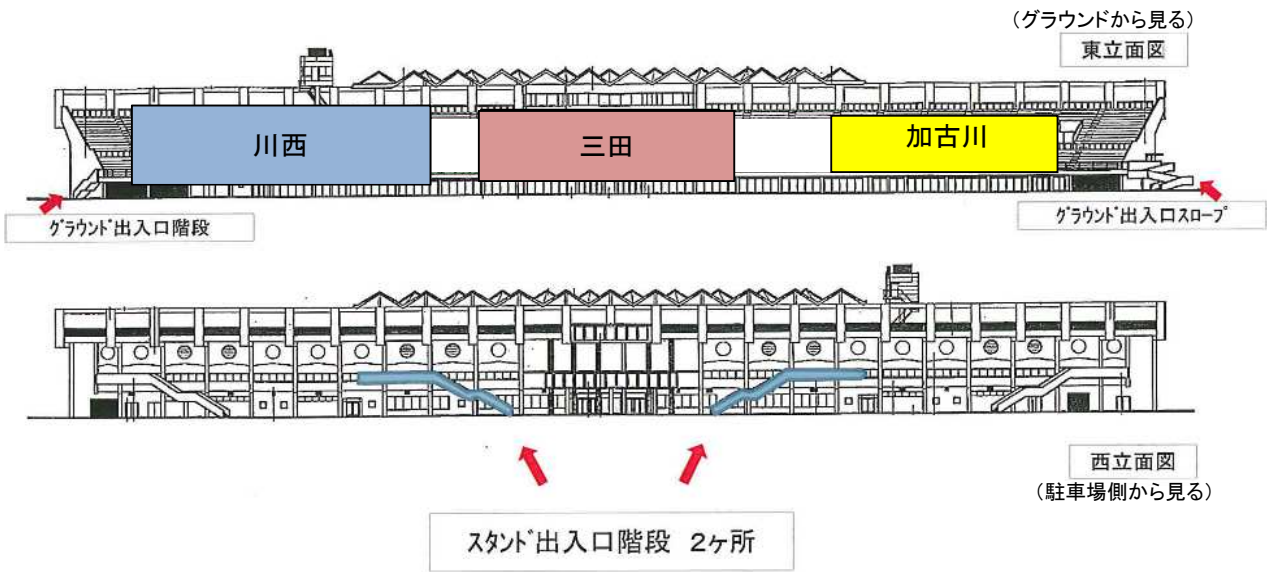 (グラウンドから見る)
東立面図
川西
三田
加古川
グラウンド出入口階段
グラウンド出入口スロープ
西立面図
(駐車場側から見る)
スタンド出入口階段 2ヶ所